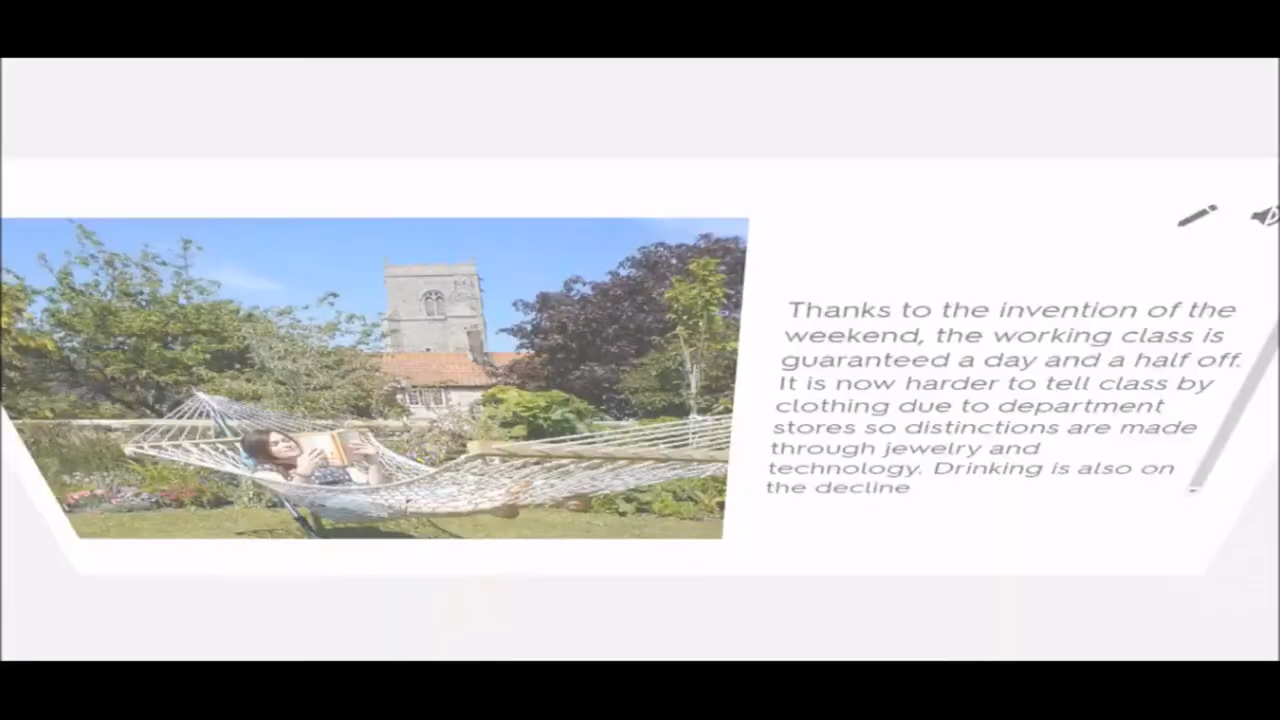 Thanks to the invention of the
weekend, the working class is
guaranteed a day and a half off.
It is now harder to tell class by
clothing due to department
stores so distinctions are made
through jewelry and
technology. Drinking is also on
the decline